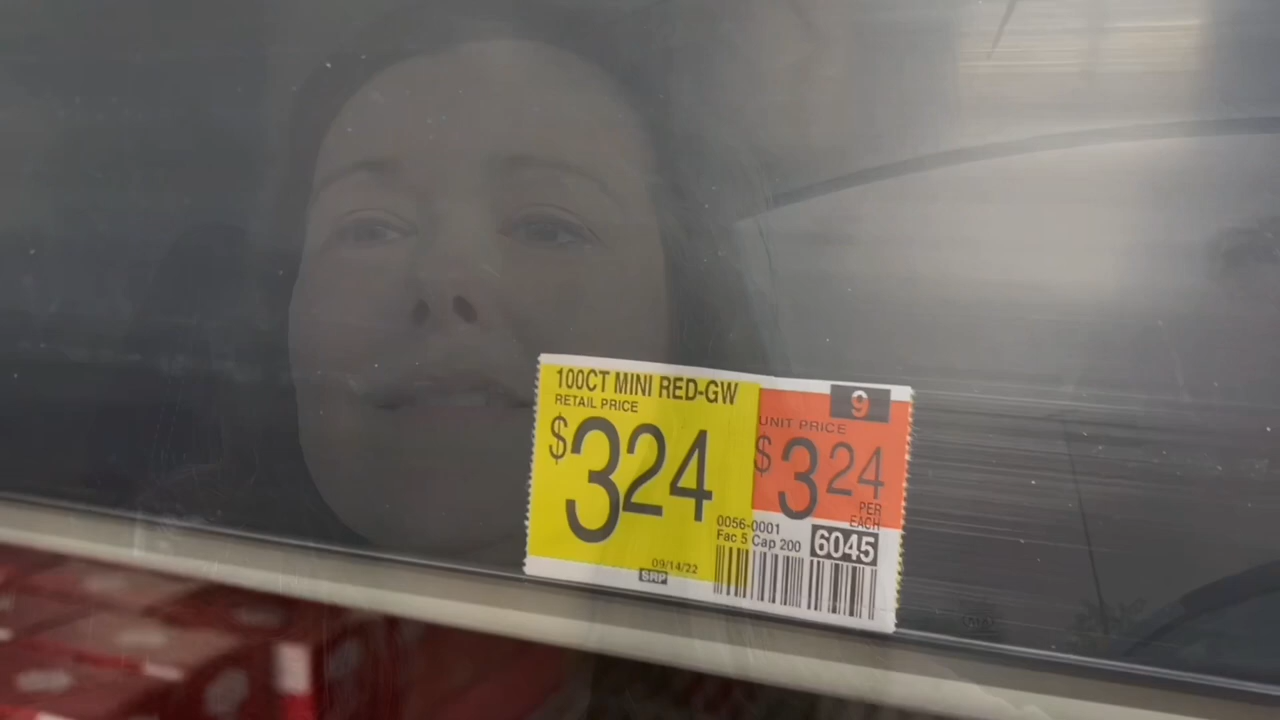 100CT MINI RED-GW
RETAIL PRICE
$324
9
UNIT PRICE
$324
PER
EACH
0056-0001
Fac 5 Cap 200
6045
09/14/22
SRP